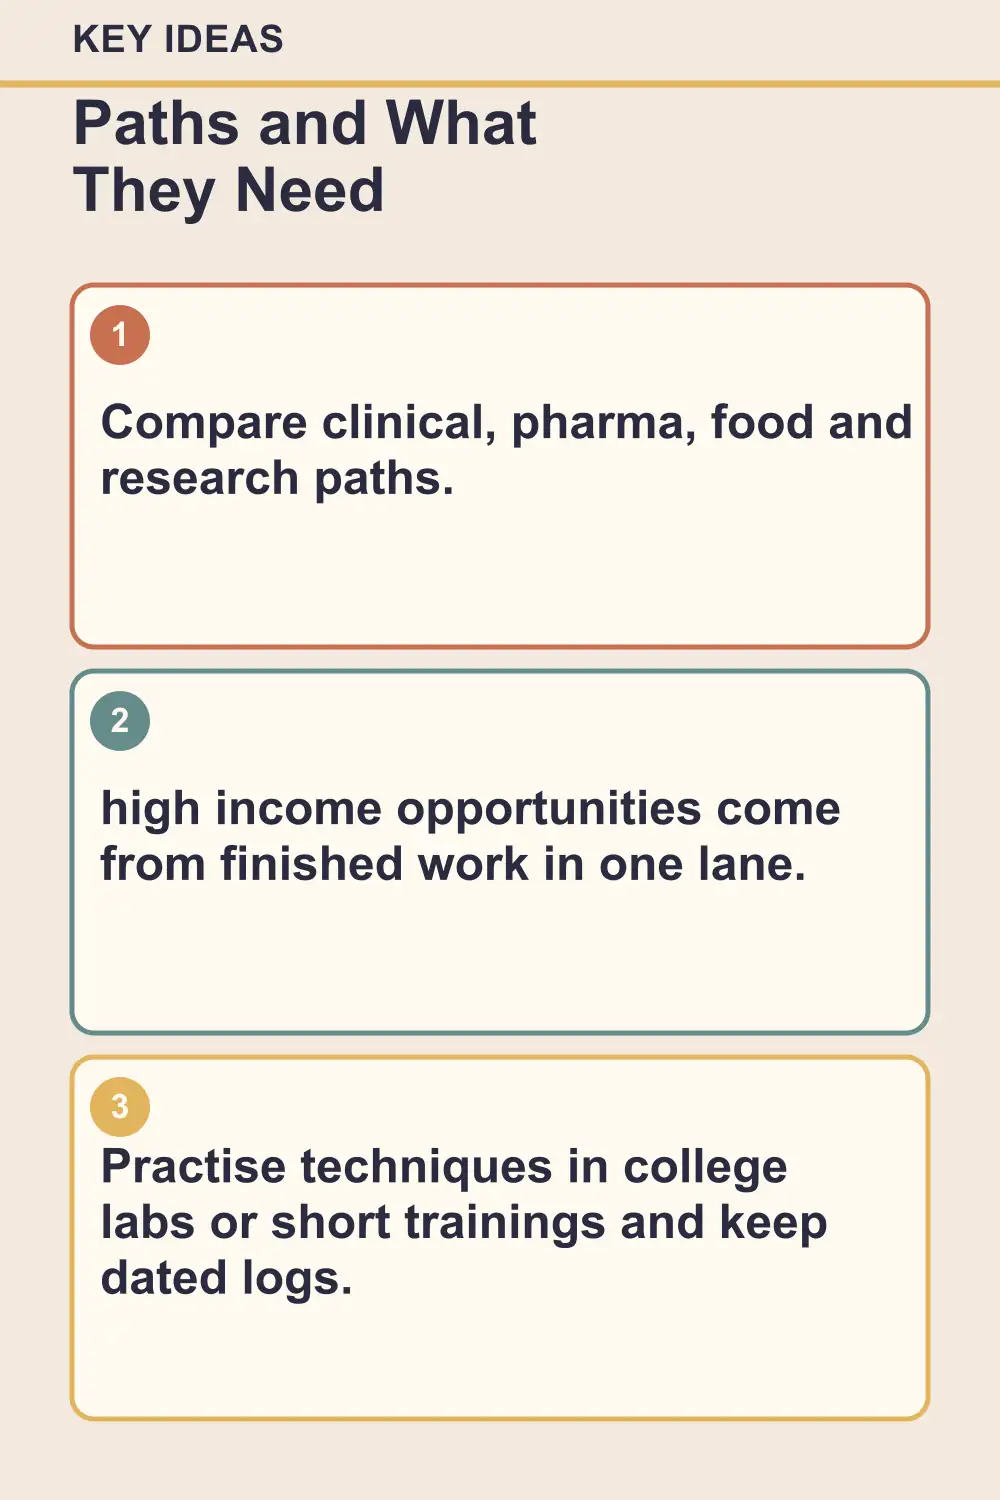 KEY IDEAS
Paths and What
They Need
1
Compare clinical, pharma, food and
research paths.
2
high income opportunities come
from finished work in one lane.
3
Practise techniques in college
labs or short trainings and keep
dated logs.